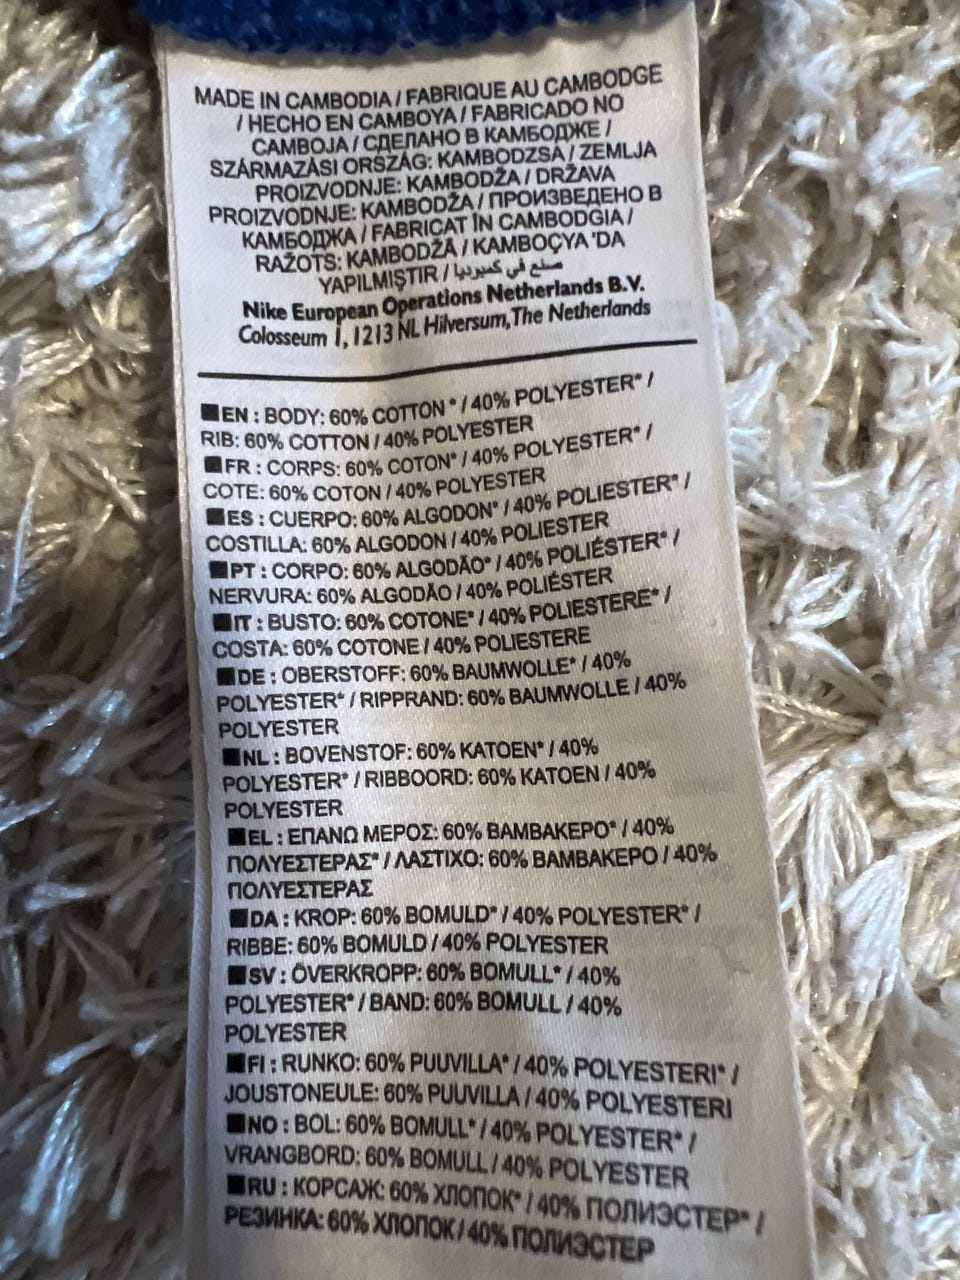 MADE IN CAMBODIA / FABRIQUE AU CAMBODGE
/ HECHO EN CAMBOYA / FABRICADO NO
CAMBOJA / СДЕЛАНО В КАМБОДЖЕ /
SZÁRMAZÁSI ORSZÁG: KAMBODZSA / ZEMLJA
PROIZVODNJE: KAMBODŽA / DRŽAVA
PROIZVODNJE: KAMBODŽA / ПРОИЗВЕДЕНО В
КАМБОДЖА / FABRICAT ÎN CAMBODGIA /
RAŽOTS: KAMBODŽĀ / KAMBOÇYA 'DA
YAPILMIŞTIR / صنع في كمبوديا
Nike European Operations Netherlands B.V.
Colosseum 1, 1213 NL Hilversum, The Netherlands
■EN : BODY: 60% COTTON* / 40% POLYESTER* /
RIB: 60% COTTON / 40% POLYESTER
■FR : CORPS: 60% COTON* / 40% POLYESTER* /
COTE: 60% COTON / 40% POLYESTER
■ES : CUERPO: 60% ALGODON* / 40% POLIESTER* /
COSTILLA: 60% ALGODON / 40% POLIESTER
■PT : CORPO: 60% ALGODÃO* / 40% POLIÉSTER* /
NERVURA: 60% ALGODÃO / 40% POLIÉSTER
■IT : BUSTO: 60% COTONE* / 40% POLIESTERE* /
COSTA: 60% COTONE / 40% POLIESTERE
■DE : OBERSTOFF: 60% BAUMWOLLE* / 40%
POLYESTER* / RIPPRAND: 60% BAUMWOLLE / 40%
POLYESTER
■NL : BOVENSTOF: 60% KATOEN* / 40%
POLYESTER* / RIBBOORD: 60% KATOEN / 40%
POLYESTER
■EL : ΕΠΑΝΩ ΜΕΡΟΣ: 60% ΒΑΜΒΑΚΕΡΟ* / 40%
ΠΟΛΥΕΣΤΕΡΑΣ* / ΛΑΣΤΙΧΟ: 60% ΒΑΜΒΑΚΕΡΟ / 40%
ΠΟΛΥΕΣΤΕΡΑΣ
■DA : KROP: 60% BOMULD* / 40% POLYESTER* /
RIBBE: 60% BOMULD / 40% POLYESTER
■SV : ÖVERKROPP: 60% BOMULL* / 40%
POLYESTER* / BAND: 60% BOMULL / 40%
POLYESTER
■FI : RUNKO: 60% PUUVILLA* / 40% POLYESTERI* /
JOUSTONEULE: 60% PUUVILLA / 40% POLYESTERI
■NO : BOL: 60% BOMULL* / 40% POLYESTER* /
VRANGBORD: 60% BOMULL / 40% POLYESTER
■RU : КОРСАЖ: 60% ХЛОПОК* / 40% ПОЛИЭСТЕР* /
РЕЗИНКА: 60% ХЛОПОК / 40% ПОЛИЭСТЕР